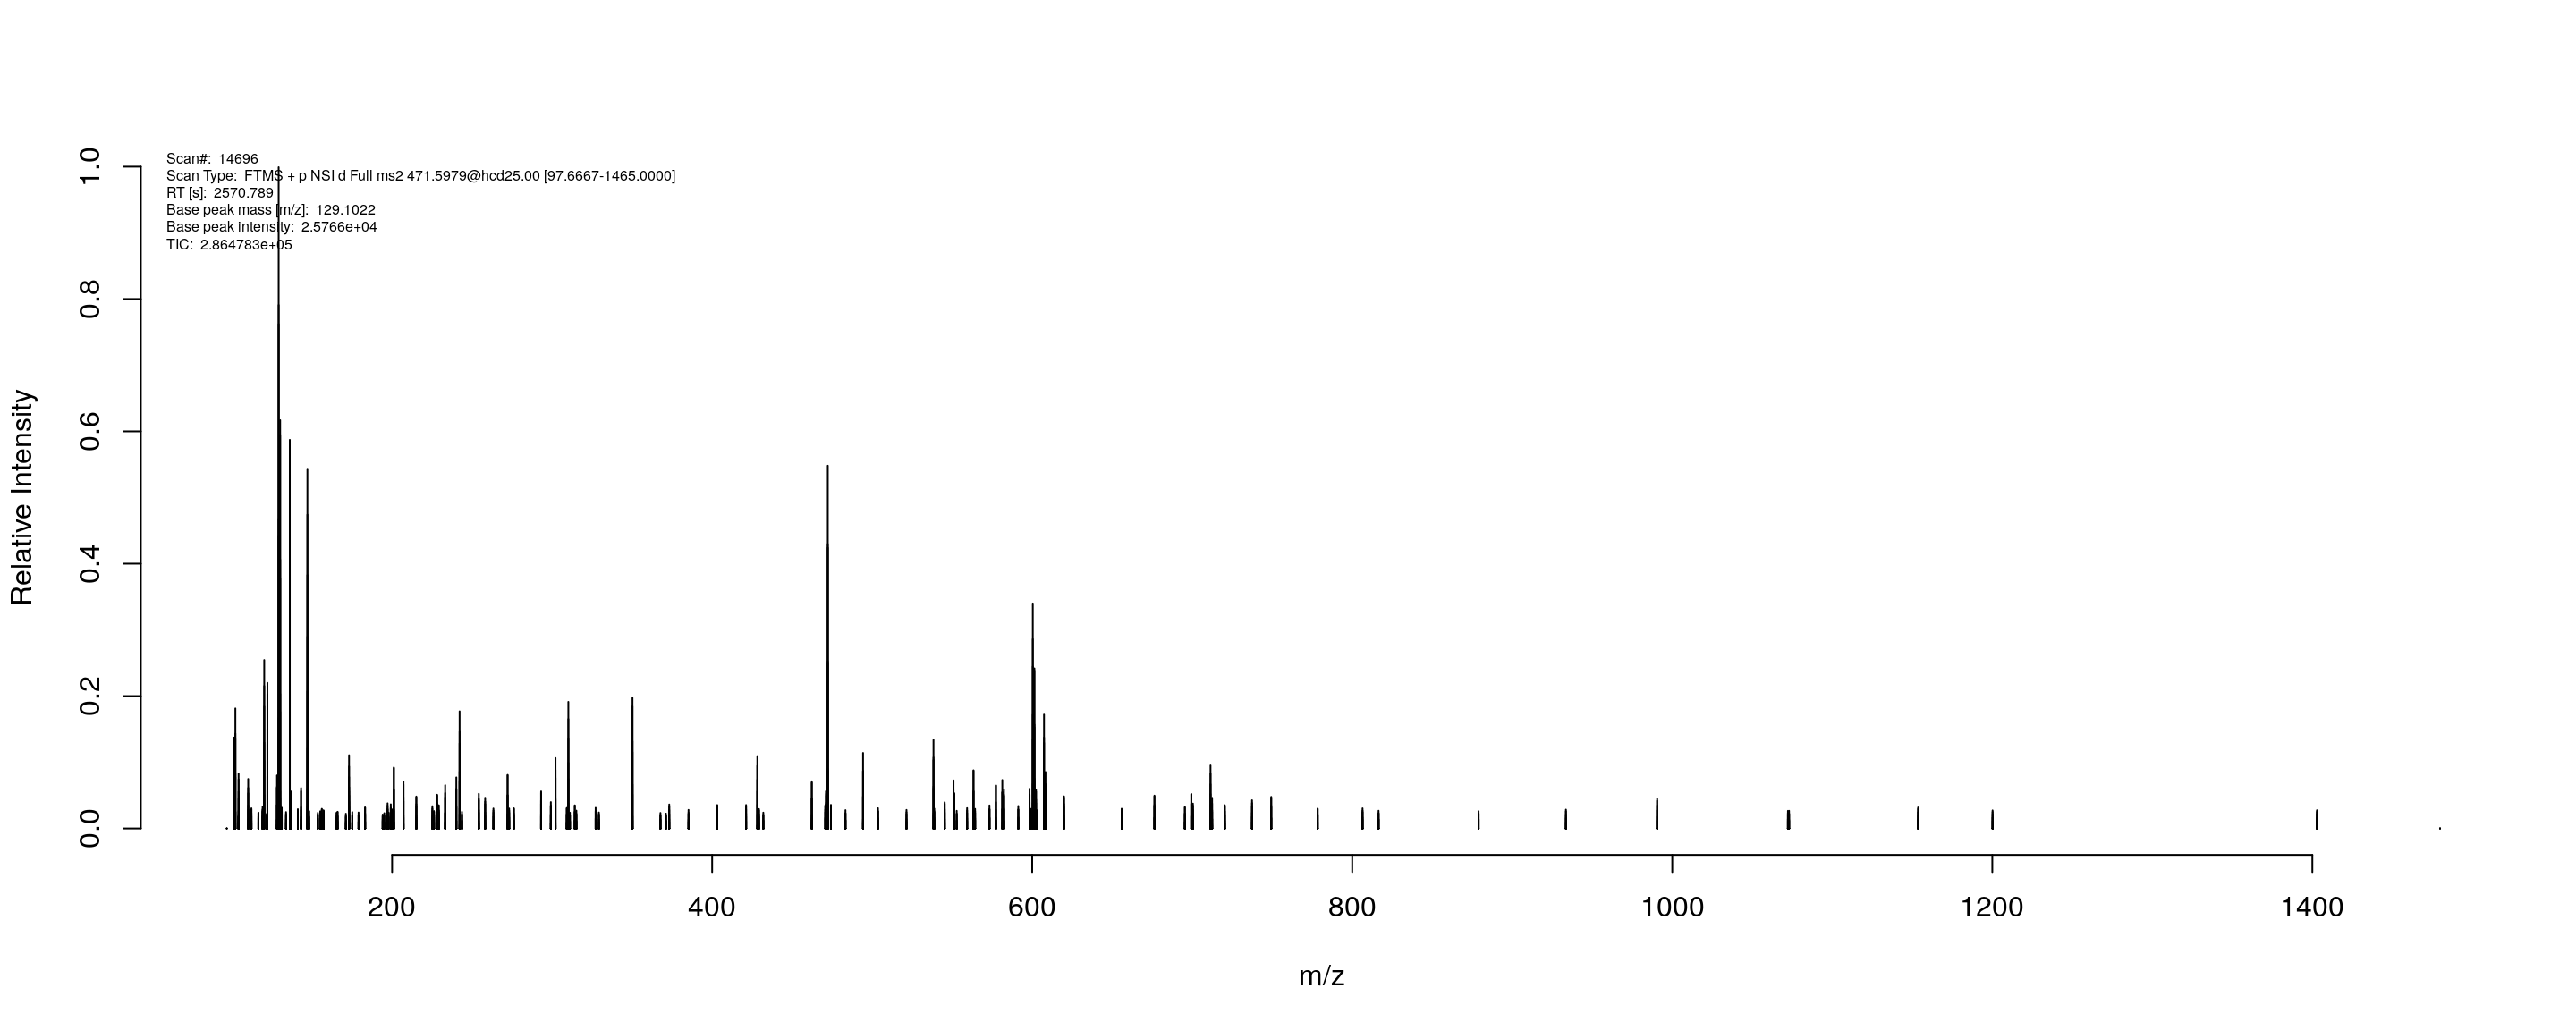 Scan#: 14696
Scan Type: FTMS + p NSI d Full ms2 471.5979@hcd25.00 [97.6667-1465.0000]
RT [s]: 2570.789
Base peak mass [m/z]: 129.1022
Base peak intensity: 2.5766e+04
TIC: 2.864783e+05
Relative Intensity
1.0
0.8
0.6
0.4
0.2
0.0
200 400 600 800 1000 1200 1400
m/z